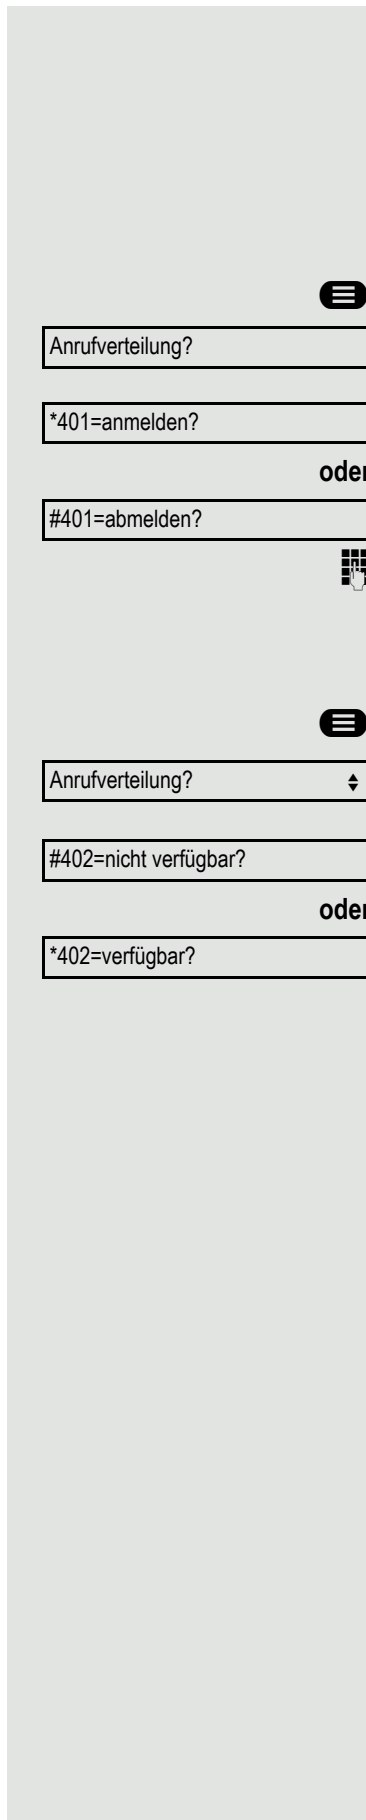 Anrufverteilung?
*401=anmelden?
oder
#401=abmelden?
Anrufverteilung?
#402=nicht verfügbar?
oder
*402=verfügbar?